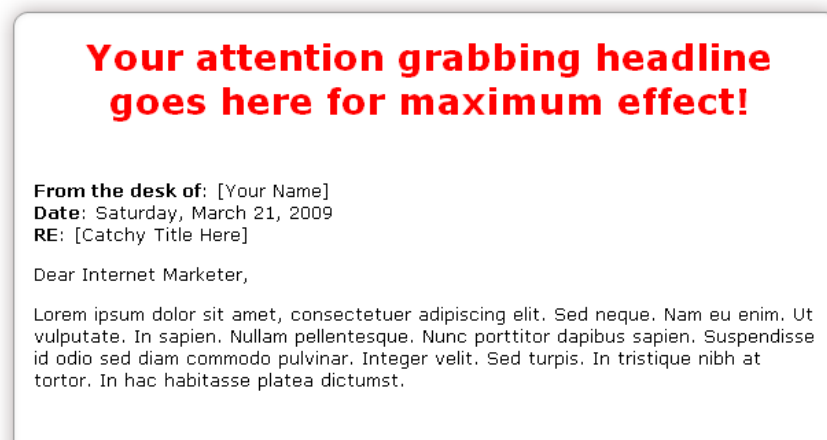 Your attention grabbing headline
goes here for maximum effect!
From the desk of: [Your Name]
Date: Saturday, March 21, 2009
RE: [Catchy Title Here]
Dear Internet Marketer,
Lorem ipsum dolor sit amet, consectetuer adipiscing elit. Sed neque. Nam eu enim. Ut
vulputate. In sapien. Nullam pellentesque. Nunc porttitor dapibus sapien. Suspendisse
id odio sed diam commodo pulvinar. Integer velit. Sed turpis. In tristique nibh at
tortor. In hac habitasse platea dictumst.